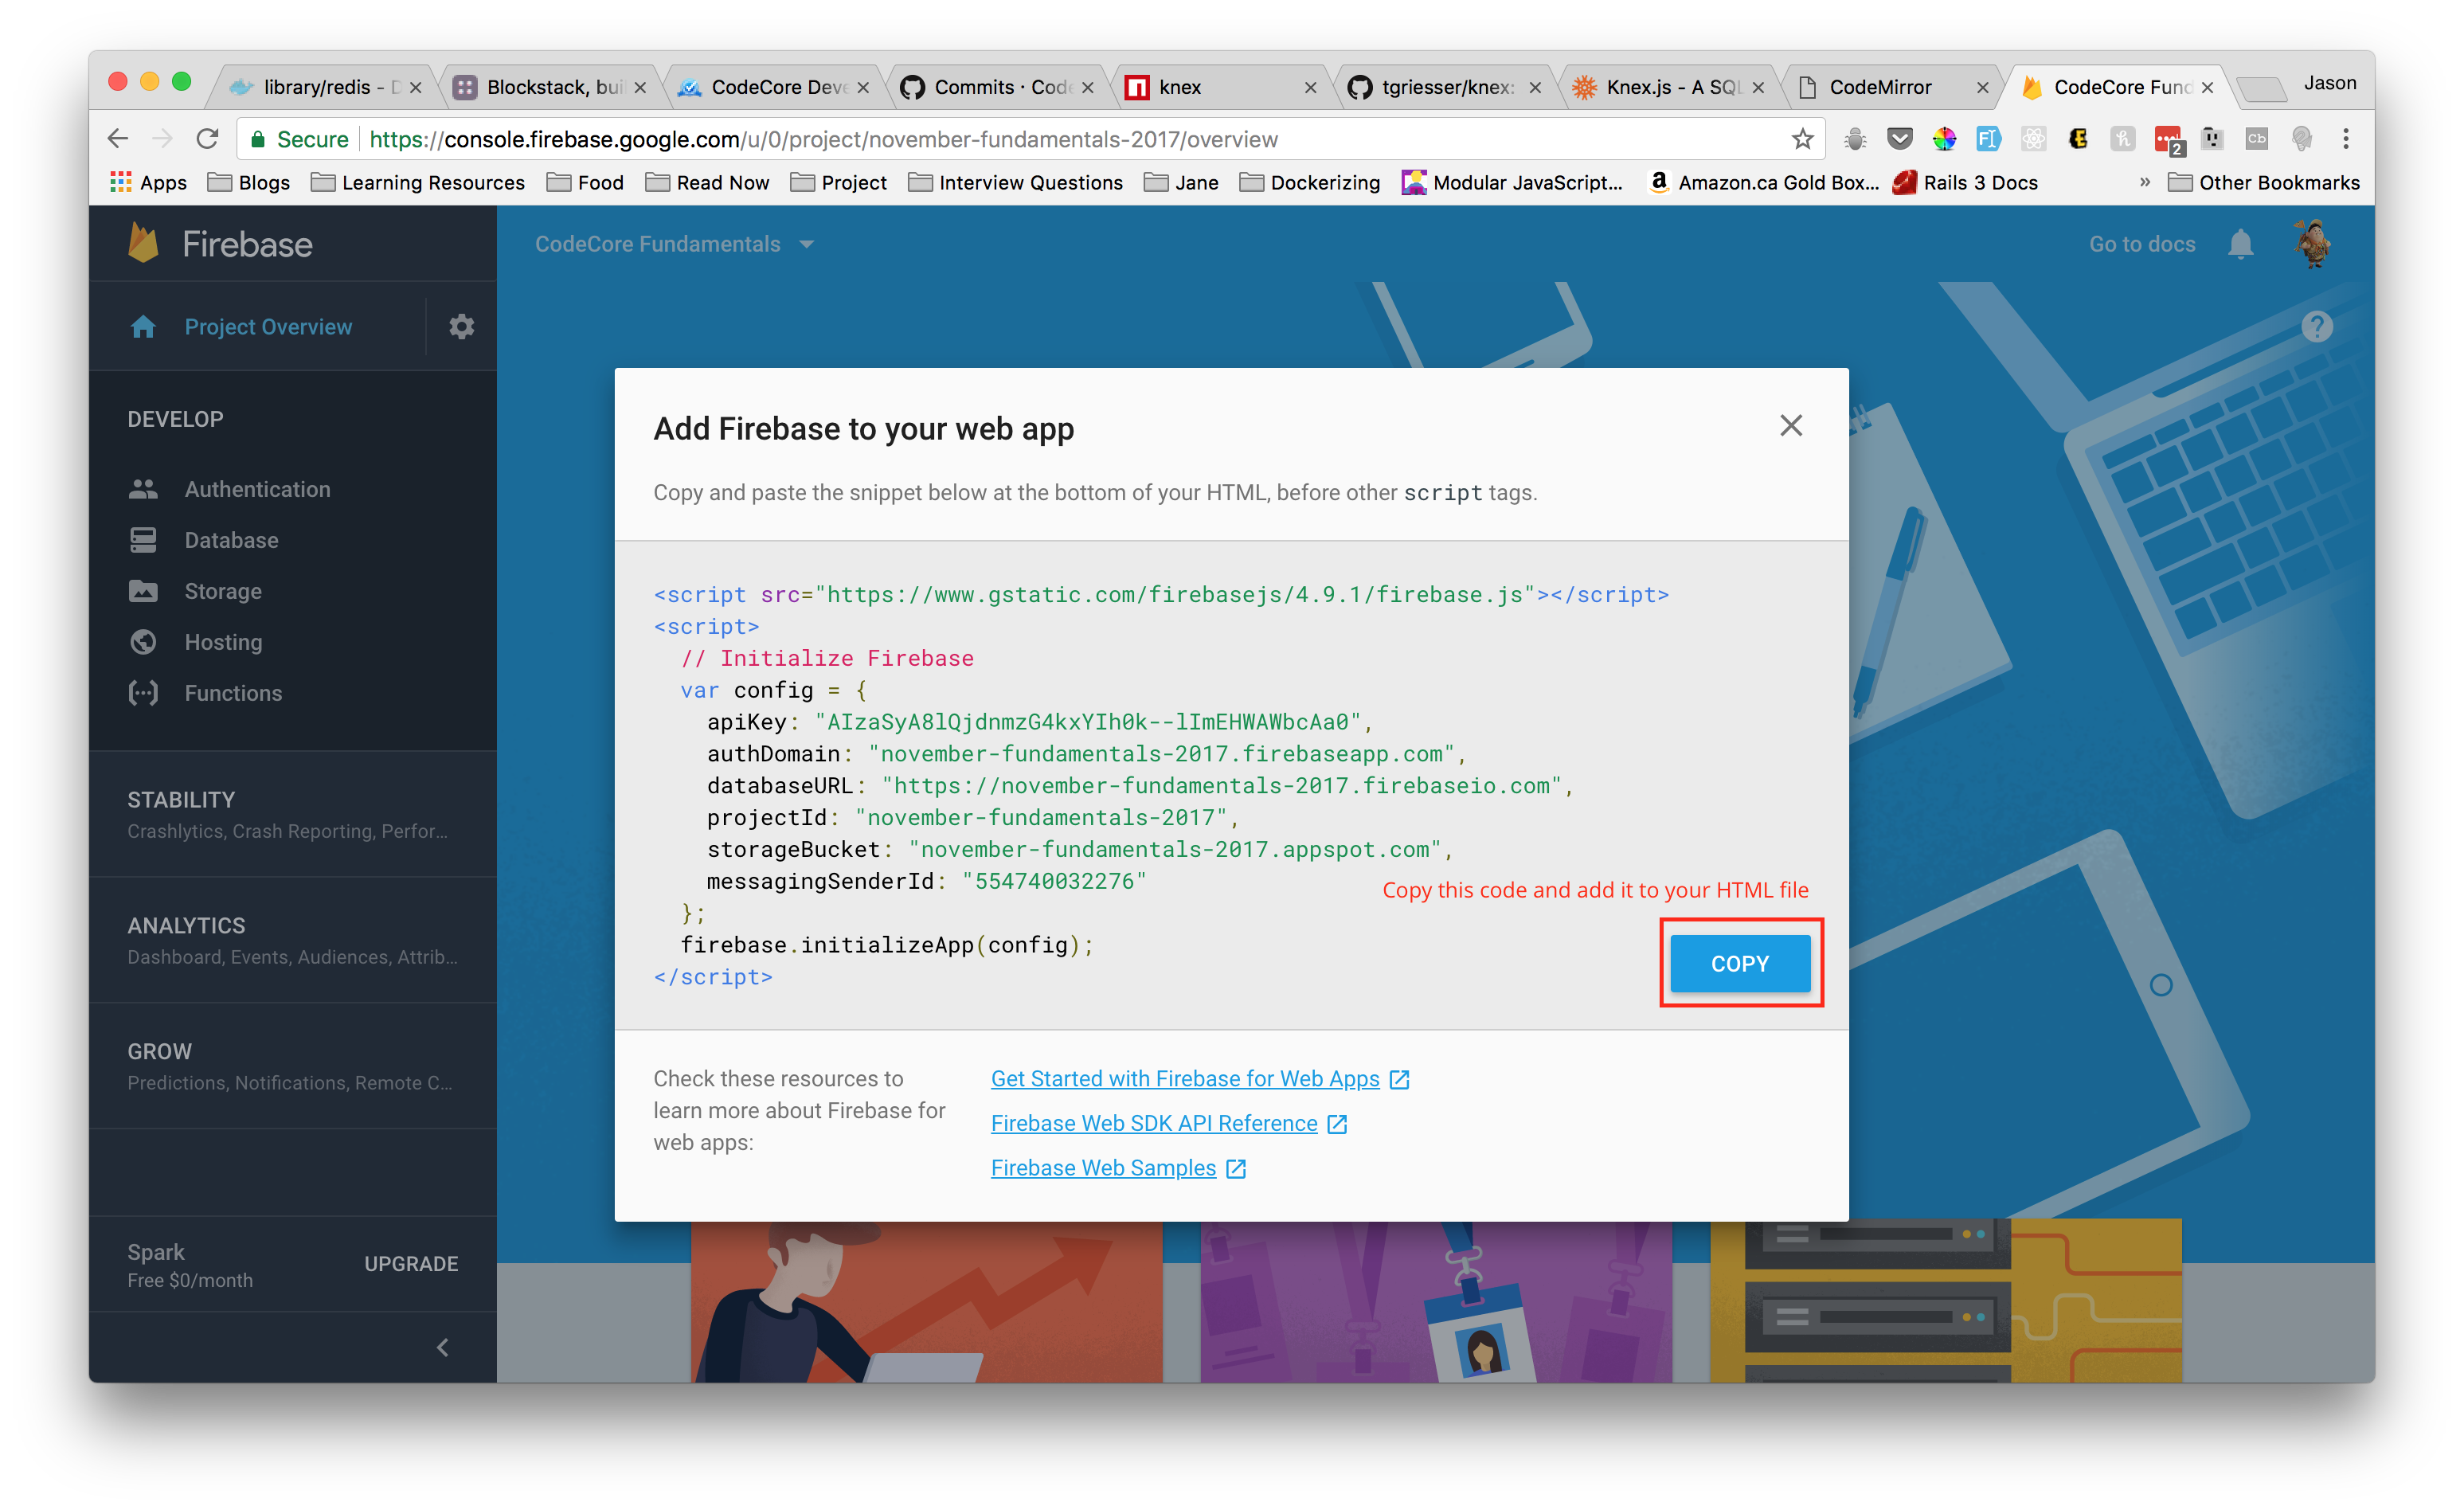 library/redis - D
Blockstack, bui
CodeCore Deve
Commits · Code
knex
tgriesser/knex:
Knex.js - A SQL
CodeMirror
CodeCore Fund
Jason
Secure
https://console.firebase.google.com/u/0/project/november-fundamentals-2017/overview
2
Apps
Blogs
Learning Resources
Food
Read Now
Project
Interview Questions
Jane
Dockerizing
Modular JavaScript...
Amazon.ca Gold Box...
Rails 3 Docs
»
Other Bookmarks
Firebase
CodeCore Fundamentals
Go to docs
Project Overview
DEVELOP
Authentication
Database
Storage
Hosting
Functions
STABILITY
Crashlytics, Crash Reporting, Perfor...
ANALYTICS
Dashboard, Events, Audiences, Attrib...
GROW
Predictions, Notifications, Remote C...
Spark
Free $0/month
UPGRADE
Add Firebase to your web app
Copy and paste the snippet below at the bottom of your HTML, before other script tags.
<script src="https://www.gstatic.com/firebasejs/4.9.1/firebase.js"></script>
<script>
// Initialize Firebase
var config = {
apiKey: "AIzaSyA8lQjdnmzG4kxYIh0k--lImEHWAWbcAa0",
authDomain: "november-fundamentals-2017.firebaseapp.com",
databaseURL: "https://november-fundamentals-2017.firebaseio.com",
projectId: "november-fundamentals-2017",
storageBucket: "november-fundamentals-2017.appspot.com",
messagingSenderId: "554740032276"
};
firebase.initializeApp(config);
</script>
Copy this code and add it to your HTML file
COPY
Check these resources to
learn more about Firebase for
web apps:
Get Started with Firebase for Web Apps
Firebase Web SDK API Reference
Firebase Web Samples